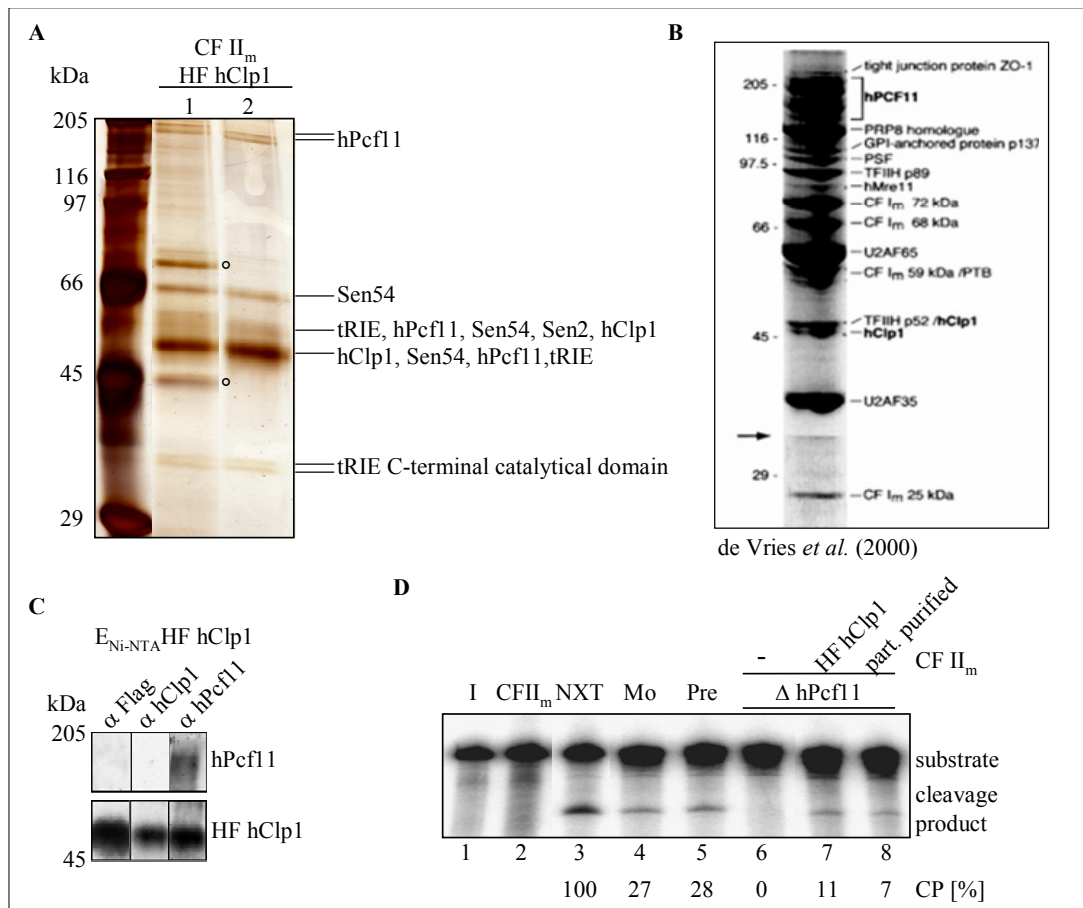 A
CF IIm
HF hClp1
kDa
1 2
205
116
97
66
45
29
hPcf11
Sen54
tRIE, hPcf11, Sen54, Sen2, hClp1
hClp1, Sen54, hPcf11,tRIE
tRIE C-terminal catalytical domain
B
205 -
116 -
97.5 -
66 -
45 -
29 -
tight junction protein ZO-1
hPCF11
PRP8 homologue
GPI-anchored protein p137
PSF
TFIIH p89
hMre11
CF Im 72 kDa
CF Im 68 kDa
U2AF65
CF Im 59 kDa /PTB
TFIIH p52 /hClp1
hClp1
U2AF35
CF Im 25 kDa
de Vries et al. (2000)
C
ENi-NTAHF hClp1
kDa
α Flag
α hClp1
α hPcf11
205
hPcf11
HF hClp1
45
D
- HF hClp1 part. purified CF IIm
I CFIIm NXT Mo Pre Δ hPcf11
substrate
cleavage
product
1 2 3 4 5 6 7 8
100 27 28 0 11 7 CP [%]